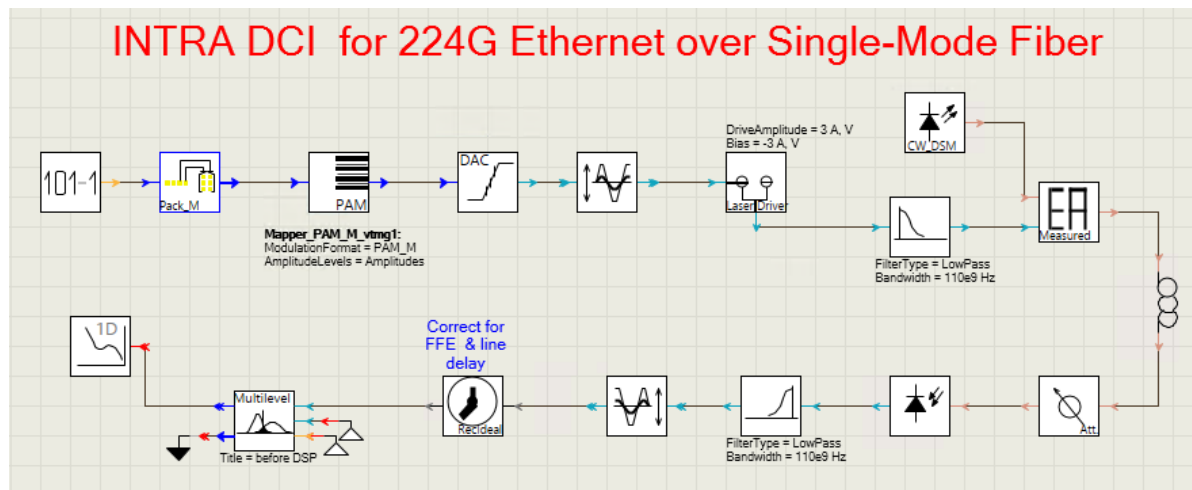 INTRA DCI for 224G Ethernet over Single-Mode Fiber
DriveAmplitude = 3 A, V
Bias = -3 A, V
CW_DSM
101-1
Pack_M
PAM
DAC
LaserDriver
EA
Measured
Mapper_PAM_M_vtmg1:
ModulationFormat = PAM_M
AmplitudeLevels = Amplitudes
FilterType = LowPass
Bandwidth = 110e9 Hz
1D
Correct for
FFE & line
delay
Multilevel
RecIdeal
Att.
FilterType = LowPass
Bandwidth = 110e9 Hz
Title = before DSP